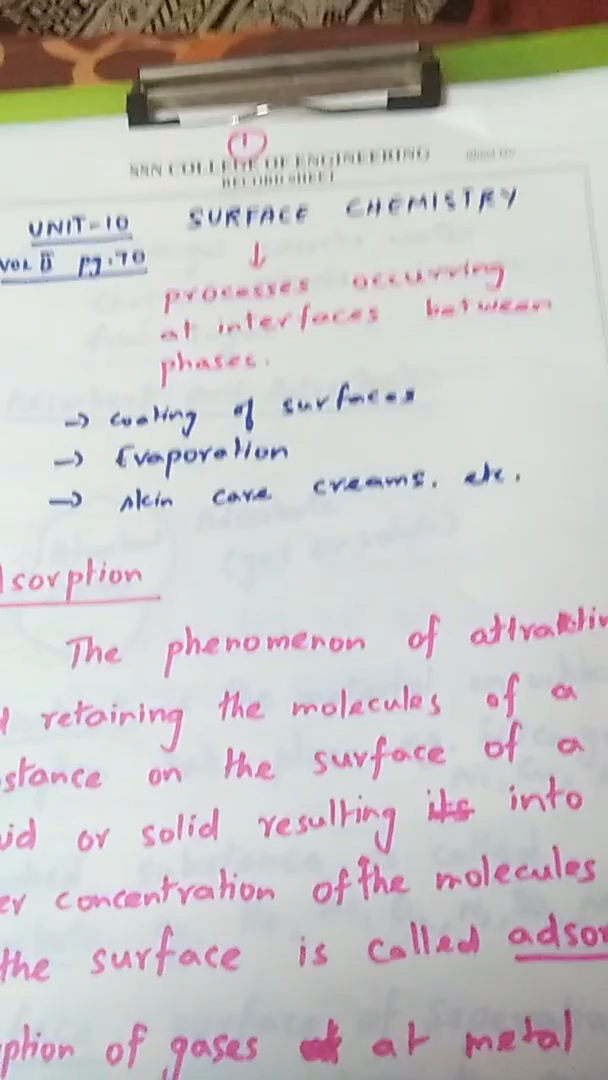 1
SSN COLLEGE OF ENGINEERING
RECORD SHEET
UNIT-10 SURFACE CHEMISTRY
VOL II pg.70
↓
processes occurring
at interfaces between
phases.
→ coating of surfaces
→ Evaporation
→ skin care creams. etc.
sorption
The phenomenon of attractin
retaining the molecules of a
stance on the surface of a
id or solid resulting into
er concentration of the molecules
the surface is called adsor
ption of gases at metal